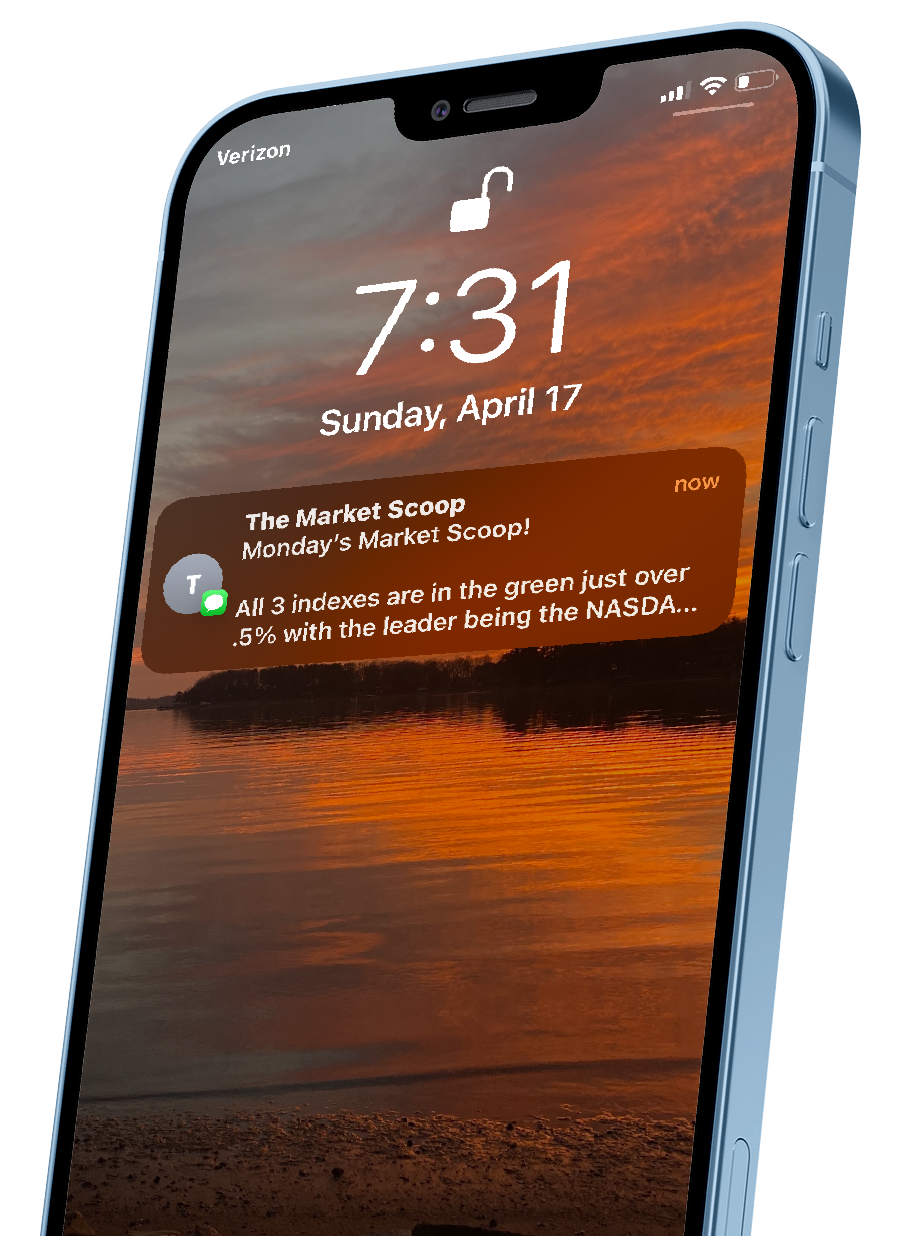 Verizon
7:31
Sunday, April 17
The Market Scoop
now
Monday's Market Scoop!
T
All 3 indexes are in the green just over
.5% with the leader being the NASDA...